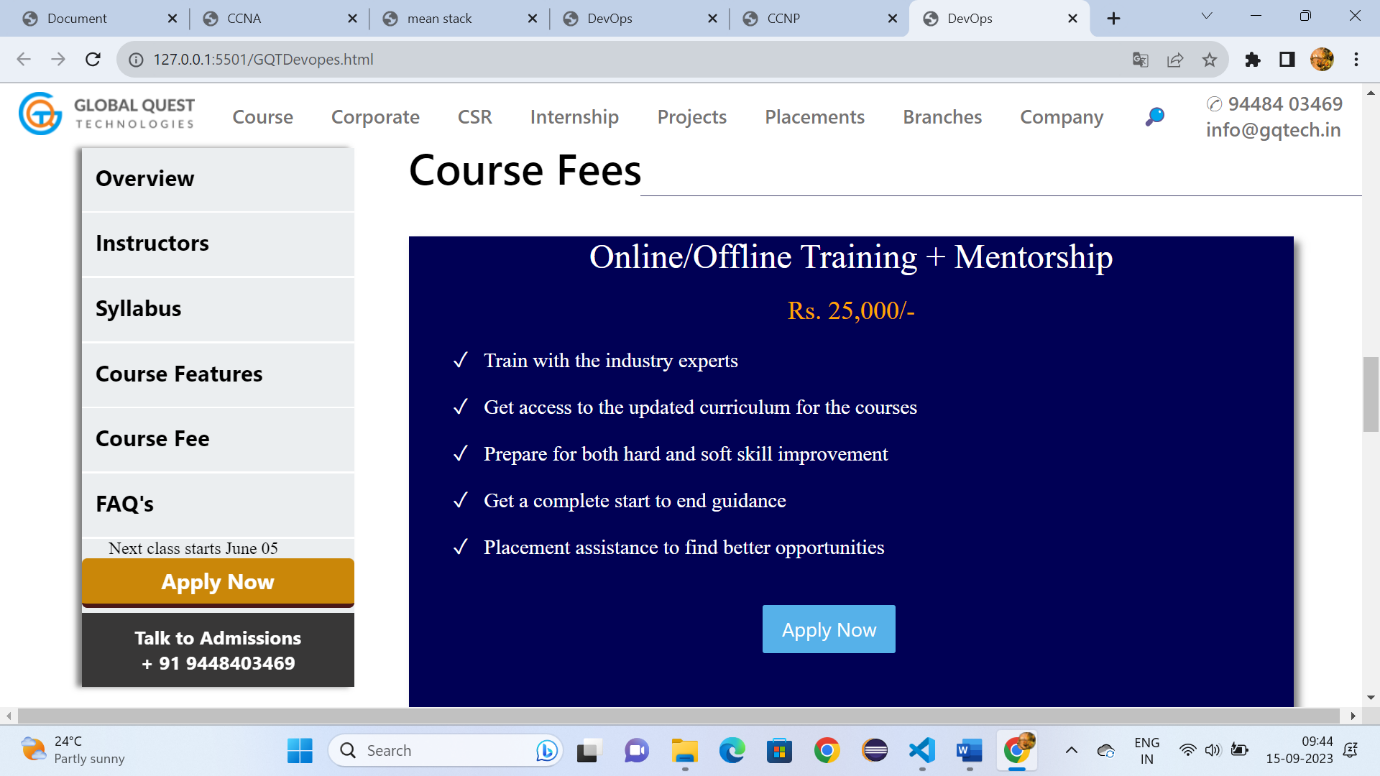 Document
CCNA
mean stack
DevOps
CCNP
DevOps
127.0.0.1:5501/GQTDevopes.html
GLOBAL QUEST
TECHNOLOGIES
Course Corporate CSR Internship Projects Placements Branches Company
✆ 94484 03469
info@gqtech.in
Overview
Instructors
Syllabus
Course Features
Course Fee
FAQ's
Next class starts June 05
Apply Now
Talk to Admissions
+ 91 9448403469
Course Fees
Online/Offline Training + Mentorship
Rs. 25,000/-
✓ Train with the industry experts
✓ Get access to the updated curriculum for the courses
✓ Prepare for both hard and soft skill improvement
✓ Get a complete start to end guidance
✓ Placement assistance to find better opportunities
Apply Now
24°C
Partly sunny
Search
ENG
IN
09:44
15-09-2023